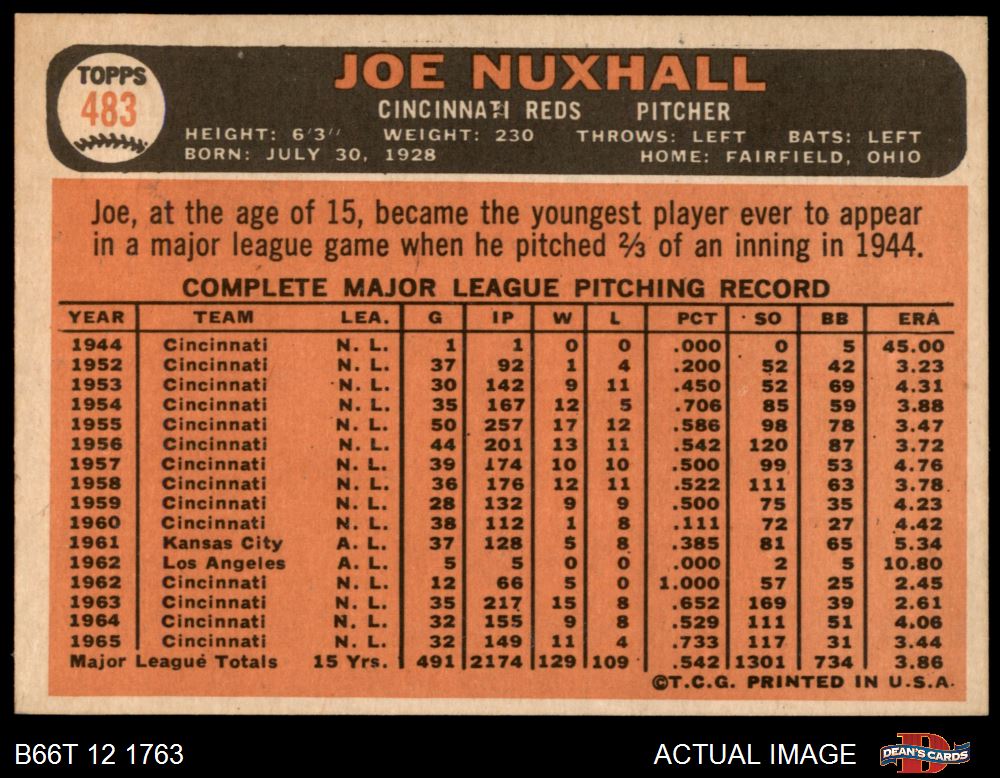 TOPPS
483
JOE NUXHALL
CINCINNATI REDS PITCHER
HEIGHT: 6'3" WEIGHT: 230 THROWS: LEFT BATS: LEFT
BORN: JULY 30, 1928 HOME: FAIRFIELD, OHIO
Joe, at the age of 15, became the youngest player ever to appear
in a major league game when he pitched ⅔ of an inning in 1944.
COMPLETE MAJOR LEAGUE PITCHING RECORD
YEAR TEAM LEA. G IP W L PCT SO BB ERA
1944 Cincinnati N. L. 1 1 0 0 .000 0 5 45.00
1952 Cincinnati N. L. 37 92 1 4 .200 52 42 3.23
1953 Cincinnati N. L. 30 142 9 11 .450 52 69 4.31
1954 Cincinnati N. L. 35 167 12 5 .706 85 59 3.88
1955 Cincinnati N. L. 50 257 17 12 .586 98 78 3.47
1956 Cincinnati N. L. 44 201 13 11 .542 120 87 3.72
1957 Cincinnati N. L. 39 174 10 10 .500 99 53 4.76
1958 Cincinnati N. L. 36 176 12 11 .522 111 63 3.78
1959 Cincinnati N. L. 28 132 9 9 .500 75 35 4.23
1960 Cincinnati N. L. 38 112 1 8 .111 72 27 4.42
1961 Kansas City A. L. 37 128 5 8 .385 81 65 5.34
1962 Los Angeles A. L. 5 5 0 0 .000 2 5 10.80
1962 Cincinnati N. L. 12 66 5 0 1.000 57 25 2.45
1963 Cincinnati N. L. 35 217 15 8 .652 169 39 2.61
1964 Cincinnati N. L. 32 155 9 8 .529 111 51 4.06
1965 Cincinnati N. L. 32 149 11 4 .733 117 31 3.44
Major League Totals 15 Yrs. 491 2174 129 109 .542 1301 734 3.86
©T.C.G. PRINTED IN U.S.A.
B66T 12 1763 ACTUAL IMAGE DEAN'S CARDS